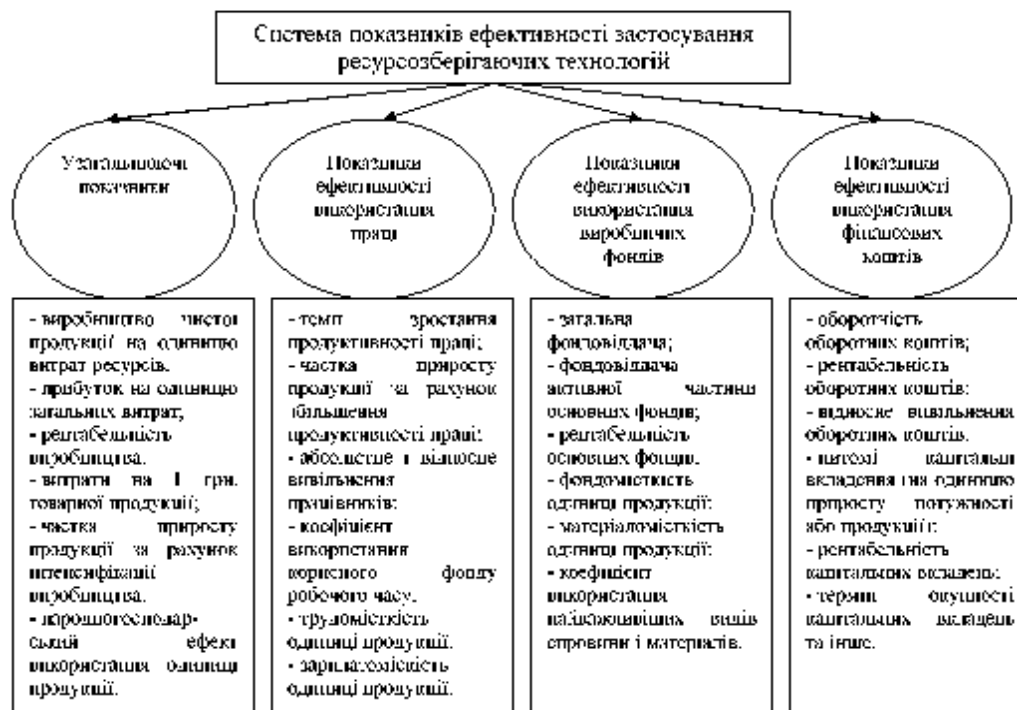 Система показників ефективності застосування
ресурсозберігаючих технологій
Узагальнюючі
показники
Показники
ефективності
використання
праці
Показники
ефективності
використання
виробничих
фондів
Показники
ефективності
використання
фінансових
коштів
- виробництво чистої
продукції на одиницю
витрат ресурсів.
- прибуток на одиницю
загальних витрат;
- рентабельність
виробництва.
- витрати на 1 грн.
товарної продукції;
- частка приросту
продукції за рахунок
інтенсифікації
виробництва.
- народногосподар-
ський ефект
використання одиниці
продукції.
- темп зростання
продуктивності праці;
- частка приросту
продукції за рахунок
збільшення
продуктивності праці;
- абсолютне і відносне
вивільнення
працівників;
- коефіцієнт
використання
корисного фонду
робочого часу.
- трудомісткість
одиниці продукції.
- зарплатомісткість
одиниці продукції.
- загальна
фондовіддача;
- фондовіддача
активної частини
основних фондів;
- рентабельність
основних фондів.
- фондомісткість
одиниці продукції;
- матеріаломісткість
одиниці продукції;
- коефіцієнт
використання
найважливіших видів
сировини і матеріалів.
- оборотність
оборотних коштів;
- рентабельність
оборотних коштів;
- відносне вивільнення
оборотних коштів.
- питомі капітальні
вкладення (на одиницю
приросту потужності
або продукції);
- рентабельність
капітальних вкладень;
- термін окупності
капітальних вкладень
та інше.